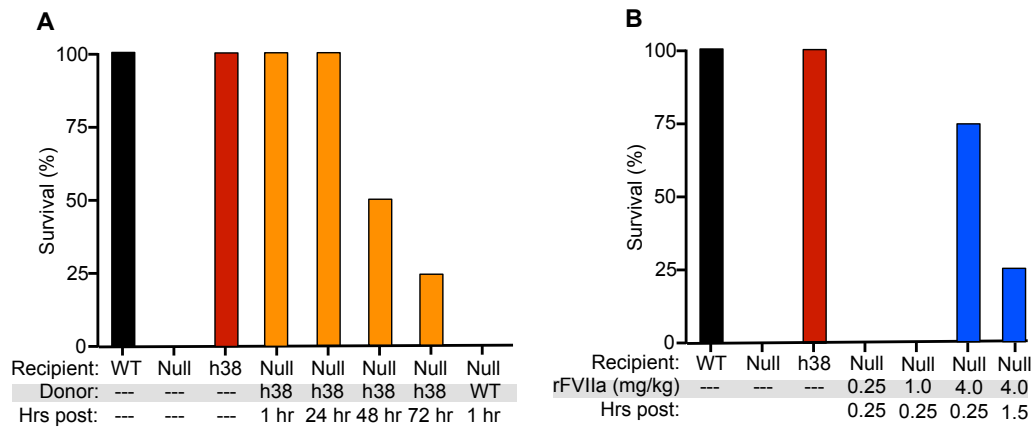 A
Survival (%)
100
75
50
25
0
Recipient: WT Null h38 Null Null Null Null Null
Donor: --- --- --- h38 h38 h38 h38 WT
Hrs post: --- --- --- 1 hr 24 hr 48 hr 72 hr 1 hr
B
Survival (%)
100
75
50
25
0
Recipient: WT Null h38 Null Null Null Null
rFVIIa (mg/kg) --- --- --- 0.25 1.0 4.0 4.0
Hrs post: 0.25 0.25 0.25 1.5